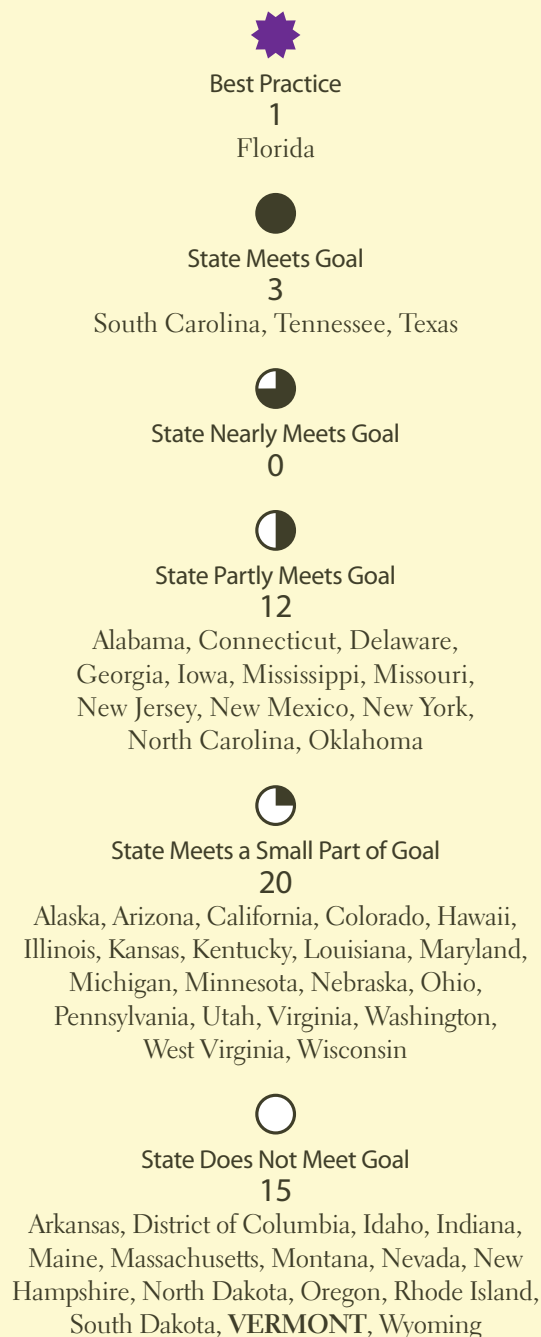 Best Practice
1
Florida
State Meets Goal
3
South Carolina, Tennessee, Texas
State Nearly Meets Goal
0
State Partly Meets Goal
12
Alabama, Connecticut, Delaware,
Georgia, Iowa, Mississippi, Missouri,
New Jersey, New Mexico, New York,
North Carolina, Oklahoma
State Meets a Small Part of Goal
20
Alaska, Arizona, California, Colorado, Hawaii,
Illinois, Kansas, Kentucky, Louisiana, Maryland,
Michigan, Minnesota, Nebraska, Ohio,
Pennsylvania, Utah, Virginia, Washington,
West Virginia, Wisconsin
State Does Not Meet Goal
15
Arkansas, District of Columbia, Idaho, Indiana,
Maine, Massachusetts, Montana, Nevada, New
Hampshire, North Dakota, Oregon, Rhode Island,
South Dakota, VERMONT, Wyoming